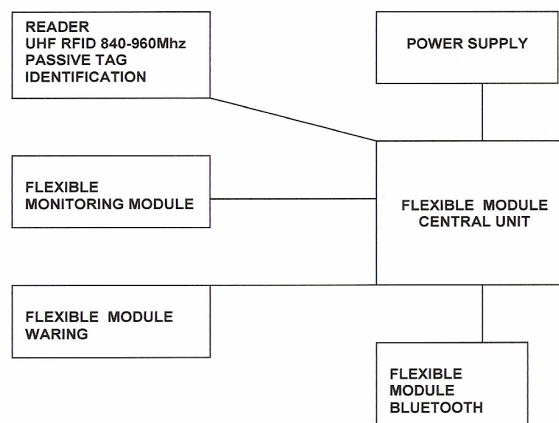 READER
UHF RFID 840-960Mhz
PASSIVE TAG
IDENTIFICATION
POWER SUPPLY
FLEXIBLE
MONITORING MODULE
FLEXIBLE MODULE
CENTRAL UNIT
FLEXIBLE MODULE
WARING
FLEXIBLE
MODULE
BLUETOOTH